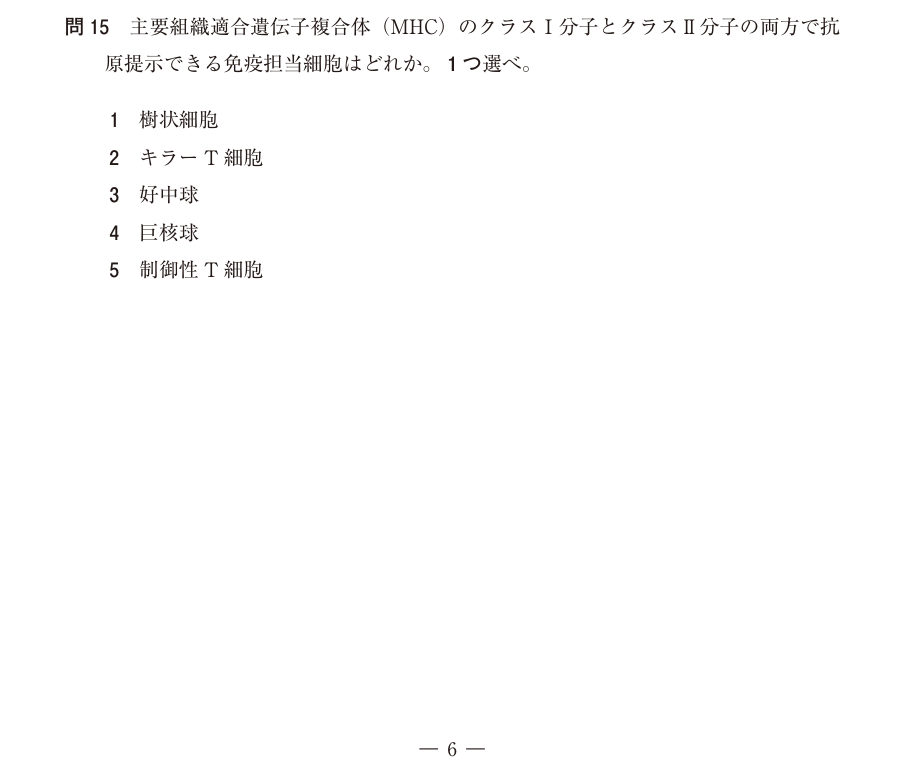 問 15　主要組織適合遺伝子複合体（MHC）のクラスⅠ分子とクラスⅡ分子の両方で抗
原提示できる免疫担当細胞はどれか。1つ選べ。
1　樹状細胞
2　キラー T 細胞
3　好中球
4　巨核球
5　制御性 T 細胞
― 6 ―